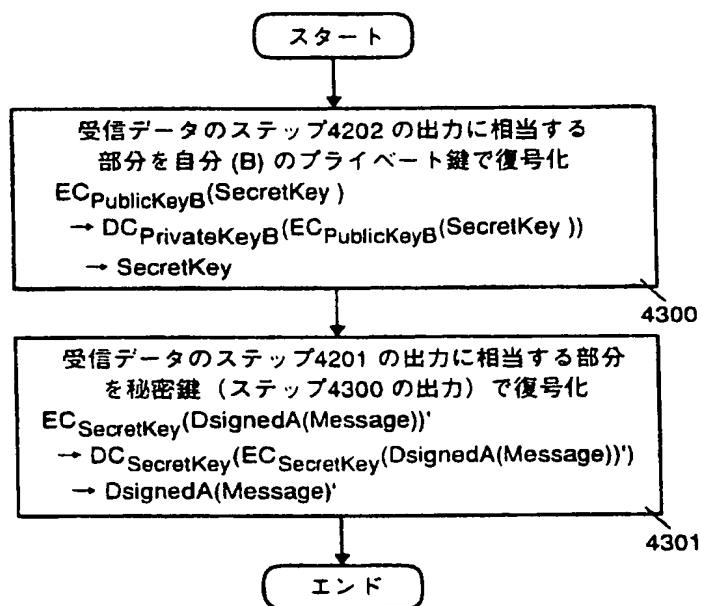 スタート
受信データのステップ4202 の出力に相当する
部分を自分 (B) のプライベート鍵で復号化
EC_PublicKeyB(SecretKey )
→ DC_PrivateKeyB(EC_PublicKeyB(SecretKey ))
→ SecretKey
4300
受信データのステップ4201 の出力に相当する部分
を秘密鍵（ステップ4300 の出力）で復号化
EC_SecretKey(DsignedA(Message))'
→ DC_SecretKey(EC_SecretKey(DsignedA(Message))')
→ DsignedA(Message)'
4301
エンド